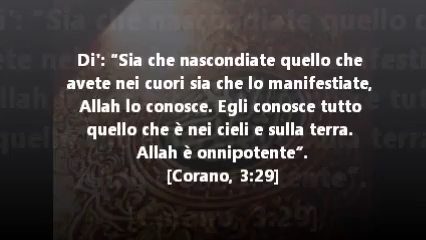 Di': "Sia che nascondiate quello che
avete nei cuori sia che lo manifestiate,
Allah lo conosce. Egli conosce tutto
quello che è nei cieli e sulla terra.
Allah è onnipotente".
[Corano, 3:29]